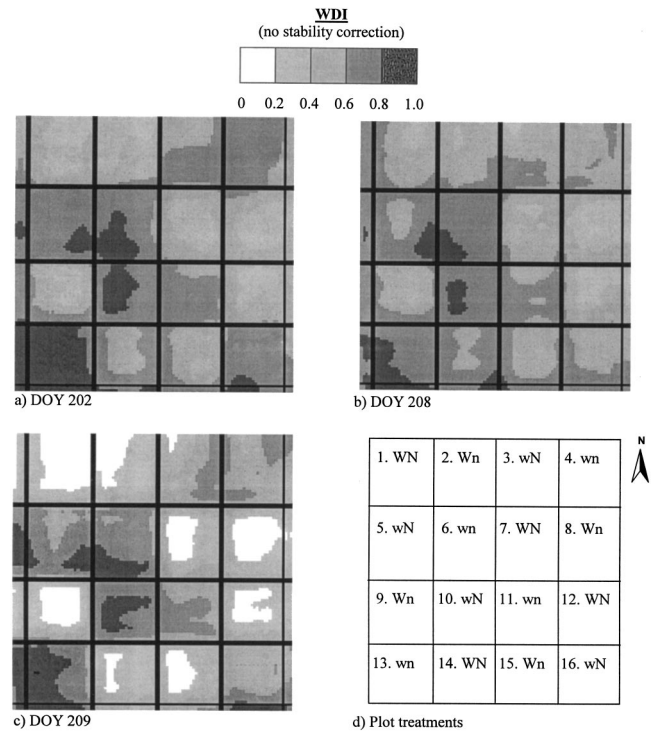 WDI
(no stability correction)
0 0.2 0.4 0.6 0.8 1.0
a) DOY 202
b) DOY 208
N
1. WN 2. Wn 3. wN 4. wn
5. wN 6. wn 7. WN 8. Wn
9. Wn 10. wN 11. wn 12. WN
13. wn 14. WN 15. Wn 16. wN
c) DOY 209
d) Plot treatments